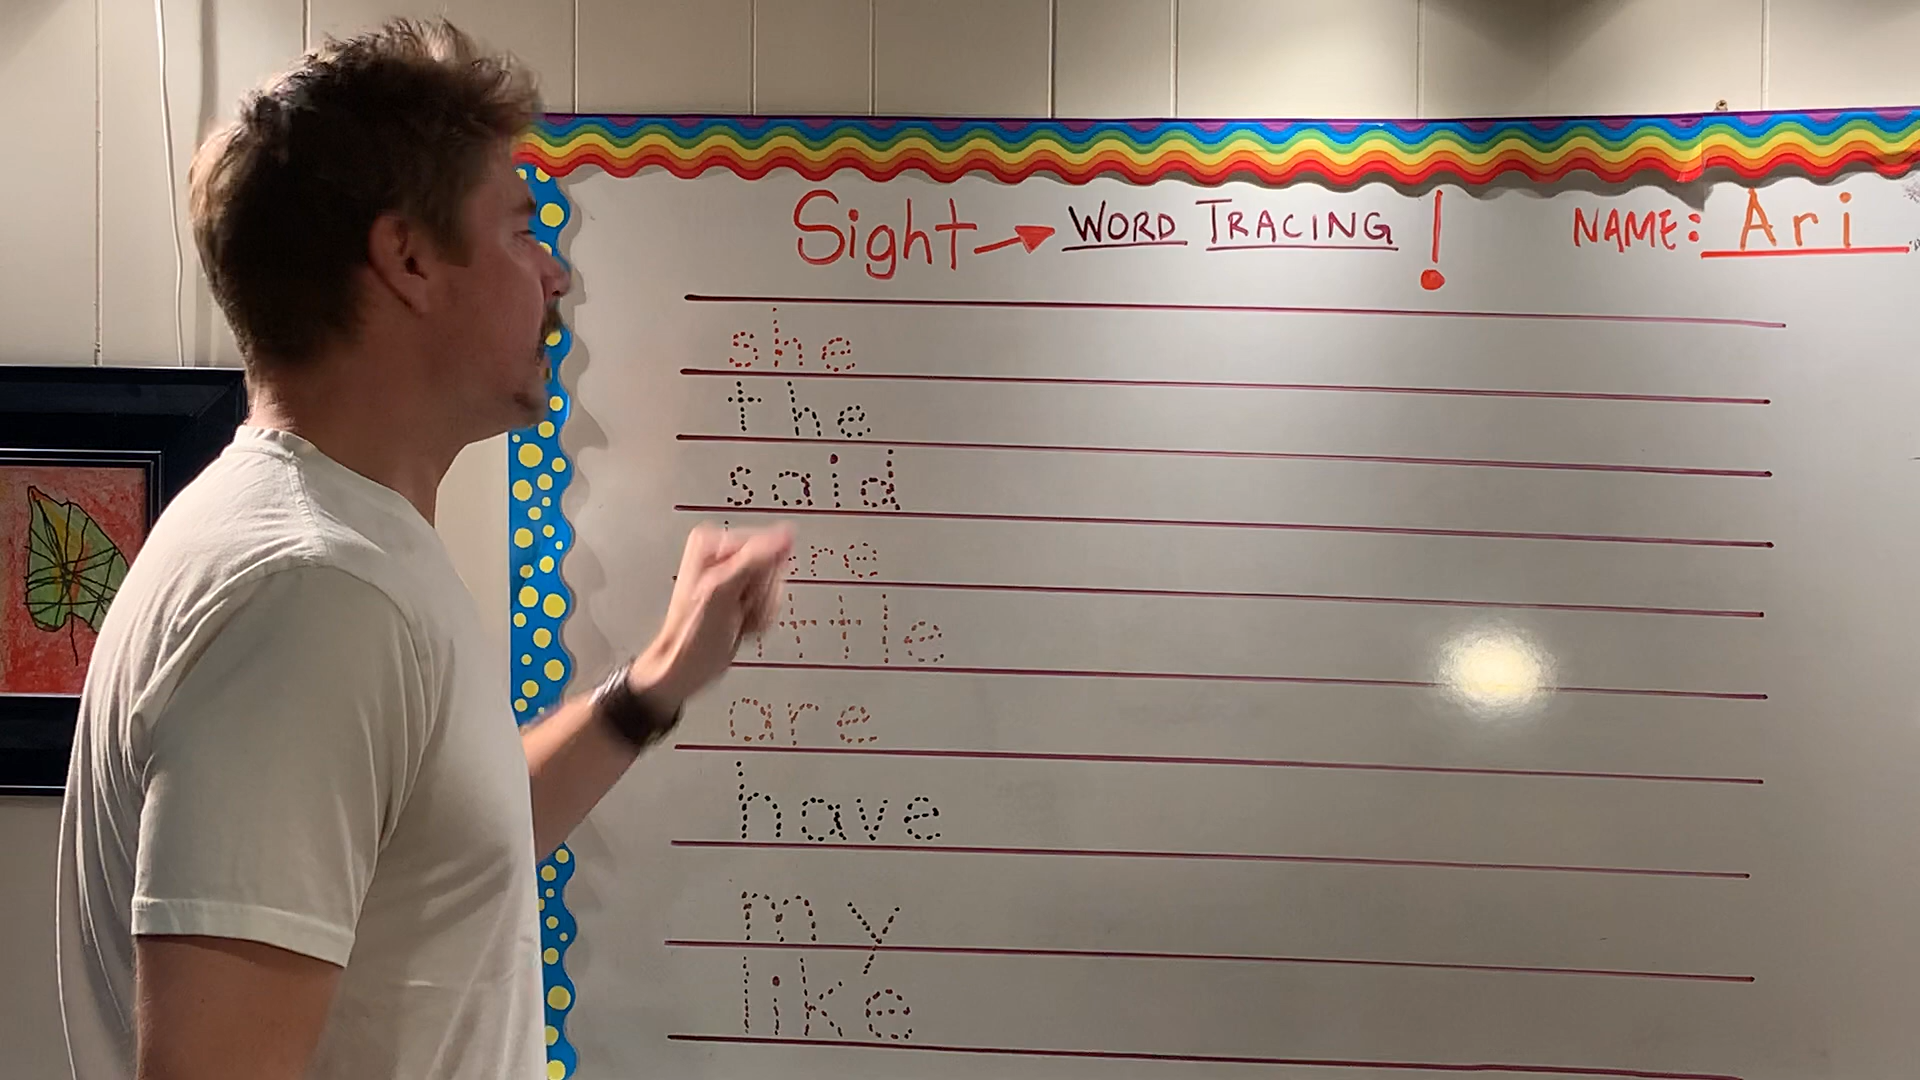 Sight → WORD TRACING!
NAME: Ari
she
the
said
are
have
my
like